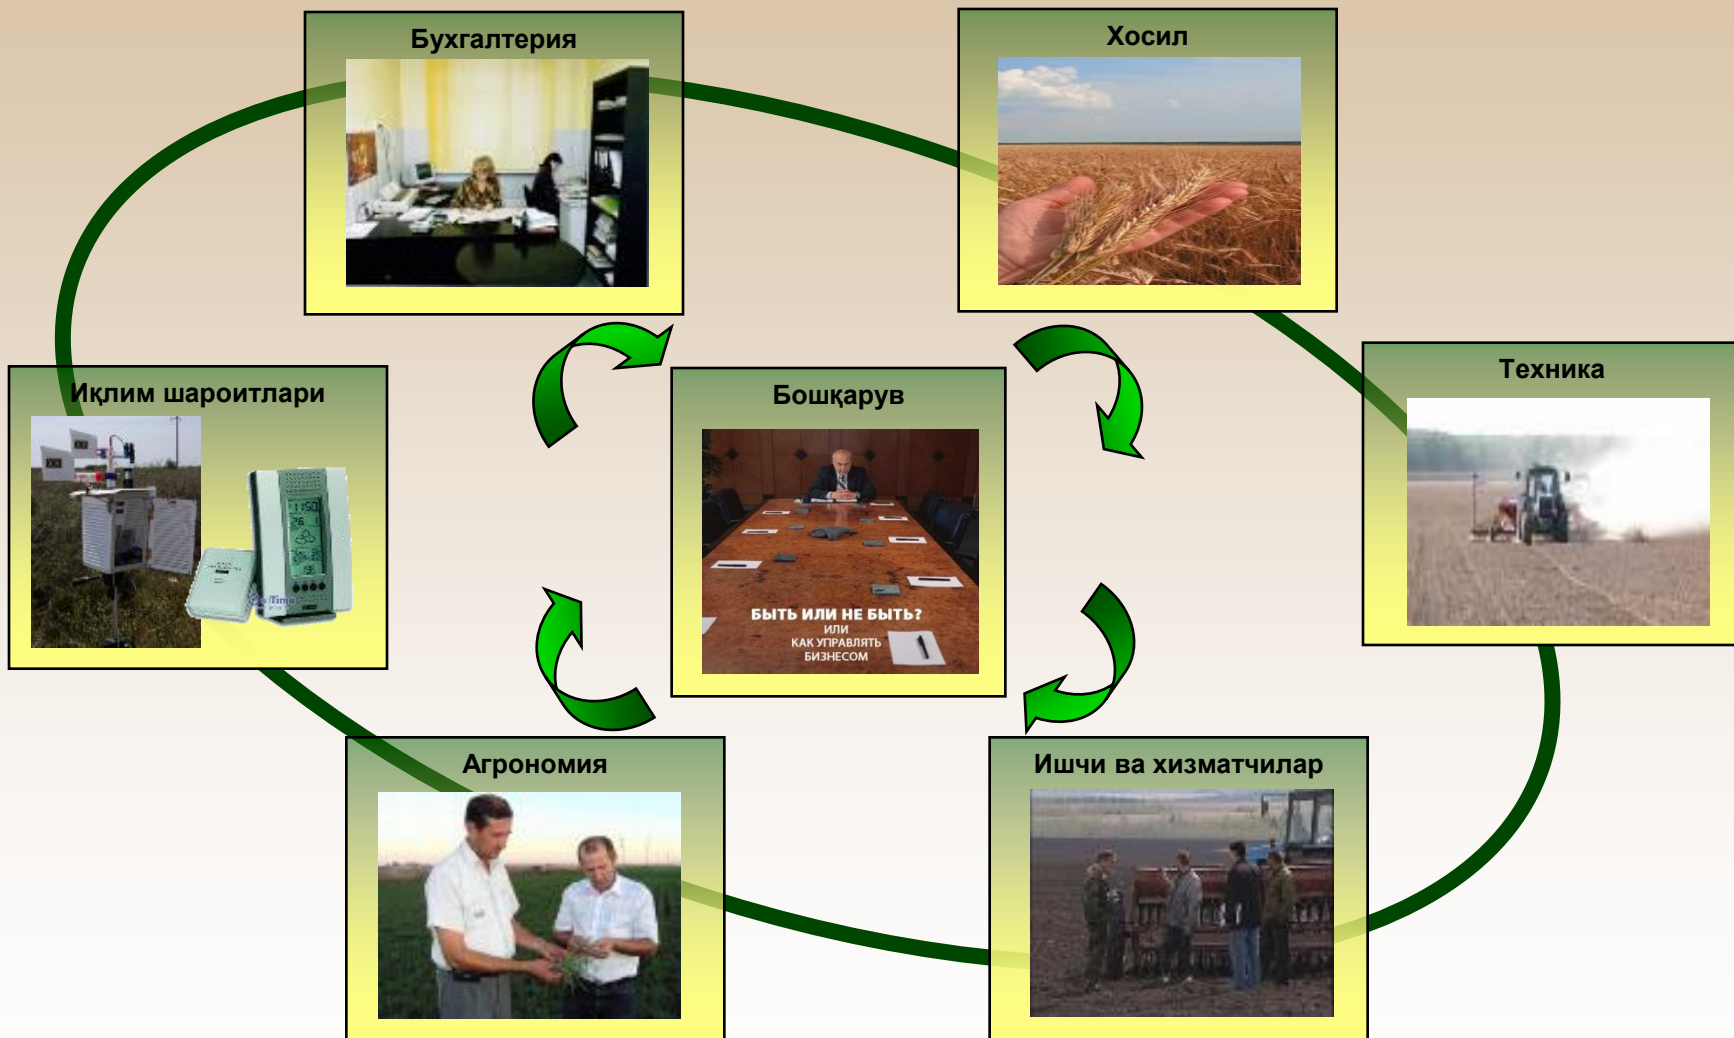 Бухгалтерия
Хосил
Техника
Иқлим шароитлари
Бошқарув
БЫТЬ ИЛИ НЕ БЫТЬ?
ИЛИ
КАК УПРАВЛЯТЬ
БИЗНЕСОМ
Агрономия
Ишчи ва хизматчилар